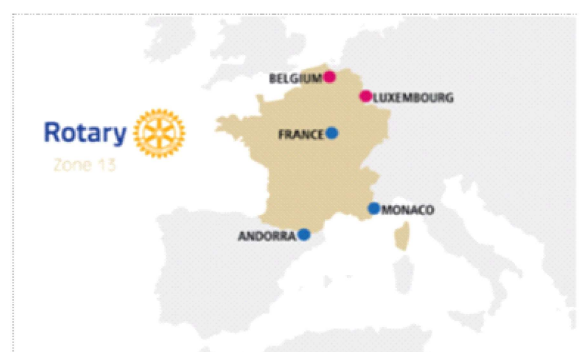 BELGIUM
LUXEMBOURG
Rotary
Zone 13
FRANCE
MONACO
ANDORRA